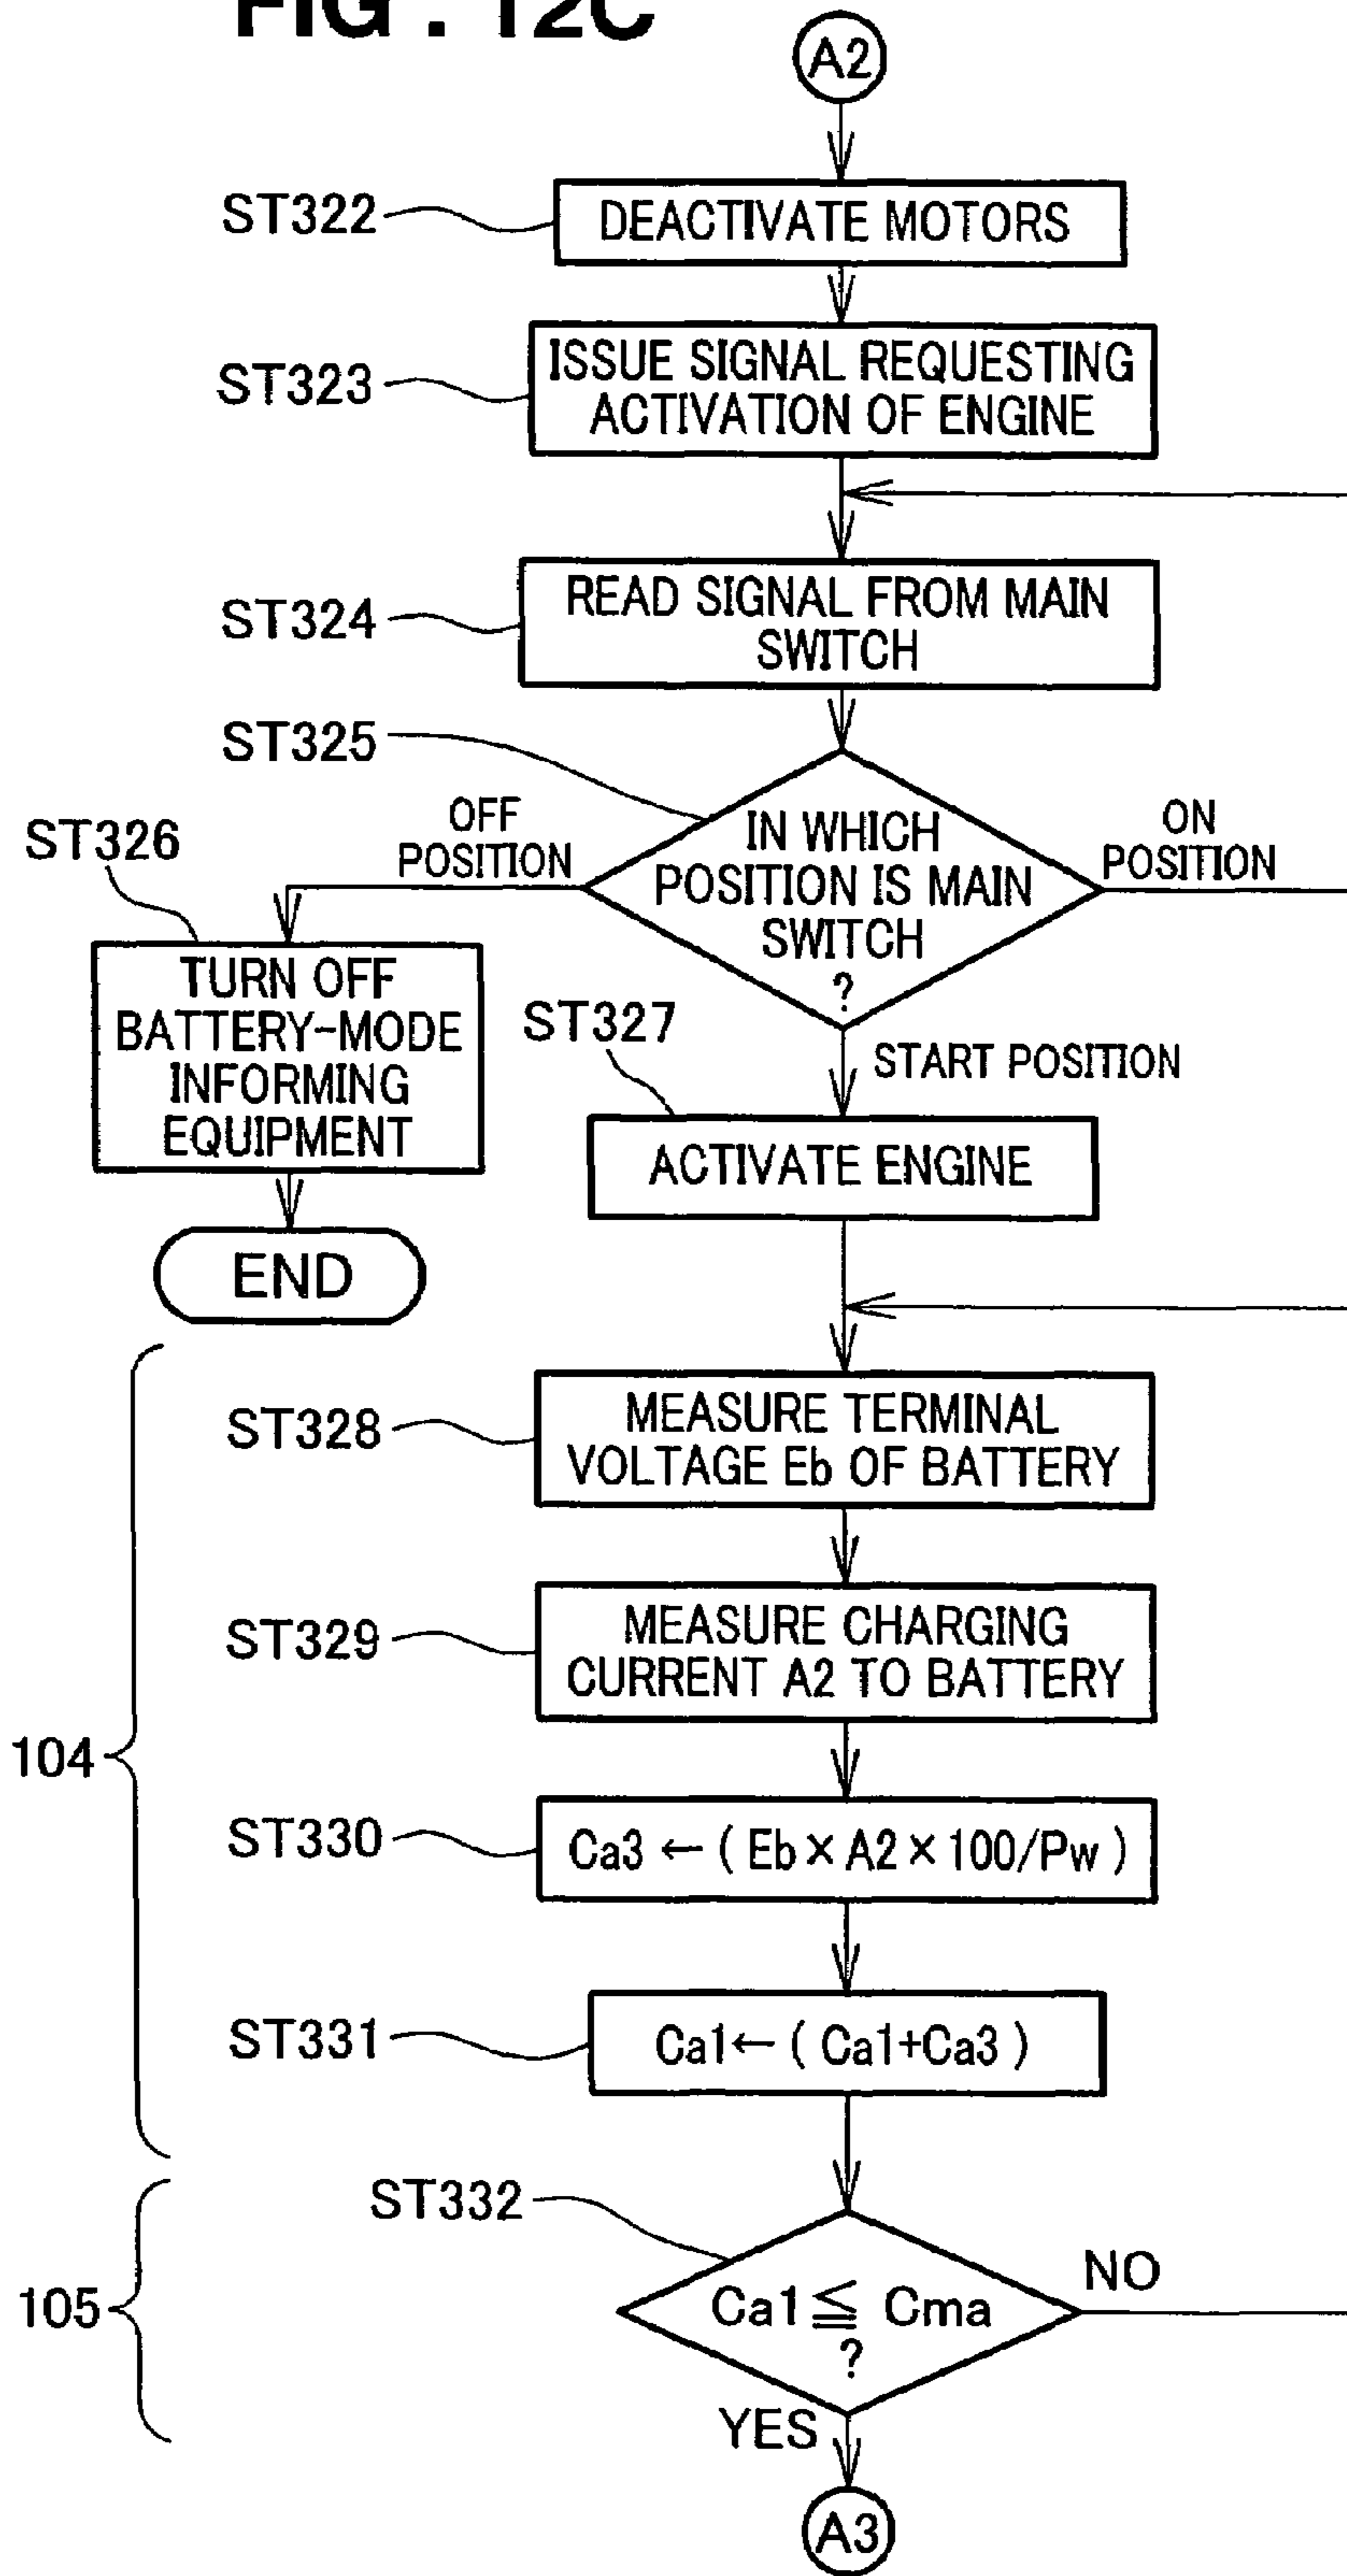 FIG. 12C
A2
ST322
DEACTIVATE MOTORS
ST323
ISSUE SIGNAL REQUESTING
ACTIVATION OF ENGINE
ST324
READ SIGNAL FROM MAIN
SWITCH
ST325
IN WHICH
POSITION IS MAIN
SWITCH
?
OFF
POSITION
ON
POSITION
ST326
TURN OFF
BATTERY-MODE
INFORMING
EQUIPMENT
END
START POSITION
ST327
ACTIVATE ENGINE
104
ST328
MEASURE TERMINAL
VOLTAGE Eb OF BATTERY
ST329
MEASURE CHARGING
CURRENT A2 TO BATTERY
ST330
Ca3 ← ( Eb × A2 × 100/Pw )
ST331
Ca1← ( Ca1+Ca3 )
105
ST332
Ca1 ≦ Cma
?
NO
YES
A3